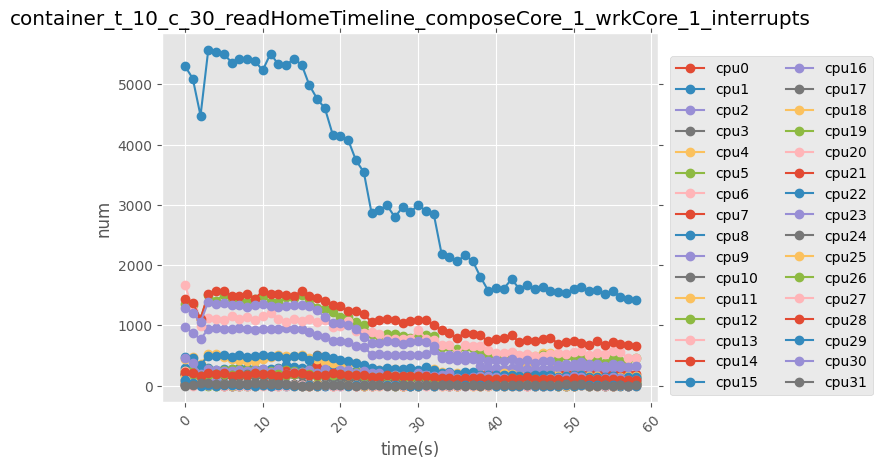 container_t_10_c_30_readHomeTimeline_composeCore_1_wrkCore_1_interrupts
num
5000
4000
3000
2000
1000
0
0
10
20
30
40
50
60
time(s)
cpu0
cpu1
cpu2
cpu3
cpu4
cpu5
cpu6
cpu7
cpu8
cpu9
cpu10
cpu11
cpu12
cpu13
cpu14
cpu15
cpu16
cpu17
cpu18
cpu19
cpu20
cpu21
cpu22
cpu23
cpu24
cpu25
cpu26
cpu27
cpu28
cpu29
cpu30
cpu31